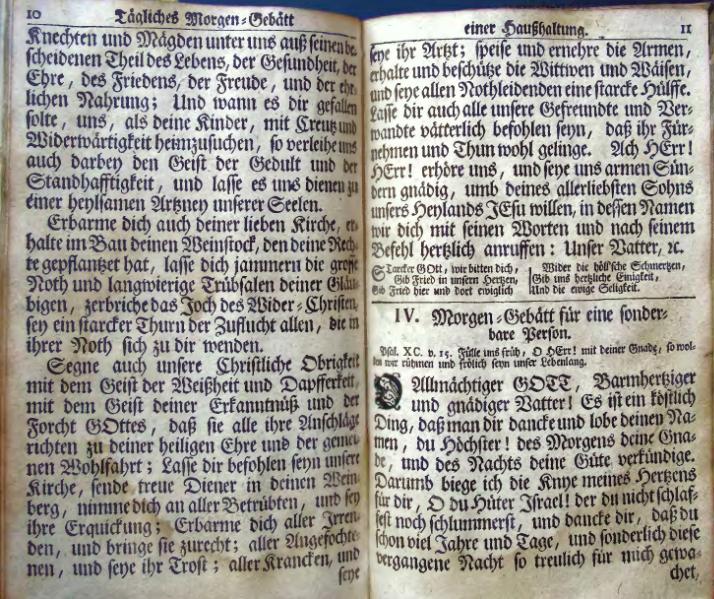 10 Tägliches Morgen-Gebätt
Knechten und Mägden unter uns auß seinen be-
scheidenen Theil des Lebens, der Gesundheit, der
Ehre, des Friedens, der Freude, und der ehr-
lichen Nahrung; Und wann es dir gefallen
solte, uns, als deine Kinder, mit Creutz und
Widerwärtigkeit heimzusuchen, so verleihe uns
auch darbey den Geist der Gedult und der
Standhafftigkeit, und lasse es uns dienen zu
einer heylsamen Artzney unserer Seelen.
Erbarme dich auch deiner lieben Kirche, er-
halte im Bau deinen Weinstock, den deine Rech-
te gepflantzet hat, lasse dich jammern die grosse
Noth und langwierige Trübsalen deiner Gläu-
bigen, zerbriche das Joch des Wider-Christen,
sey ein starcker Thurn der Zuflucht allen, die in
ihrer Noth sich zu dir wenden.
Segne auch unsere Christliche Obrigkeit
mit dem Geist der Weißheit und Dapfferkeit,
mit dem Geist deiner Erkanntnüß und der
Forcht GOttes, daß sie alle ihre Anschläge
richten zu deiner heiligen Ehre und der gemei-
nen Wohlfahrt; Lasse dir befohlen seyn unsere
Kirche, sende treue Diener in deinen Wein-
berg, nimme dich an aller Betrübten, und sey
ihre Erquickung; Erbarme dich aller Irren-
den, und bringe sie zurecht; aller Angefochte-
nen, und seye ihr Trost; aller Krancken, und
seye
einer Haußhaltung. 11
seye ihr Artzt; speise und ernehre die Armen,
erhalte und beschütze die Wittwen und Wäisen,
und seye allen Nothleidenden eine starcke Hülffe.
Lasse dir auch alle unsere Gefreundte und Ver-
wandte vätterlich befohlen seyn, daß ihr Für-
nehmen und Thun wohl gelinge. Ach HErr!
HErr! erhöre uns, und seye uns armen Sün-
dern gnädig, umb deines allerliebsten Sohns
unsers Heylands JEsu willen, in dessen Namen
wir dich mit seinen Worten und nach seinem
Befehl hertzlich anruffen: Unser Vatter, ꝛc.
Starcker GOtt, wir bitten dich,
Gib Fried in unsern Hertzen,
Gib Fried hier und dort ewiglich
Wider die höll'sche Schmertzen,
Gib uns hertzliche Einigkeit,
Und die ewige Seligkeit.
IV. Morgen-Gebätt für eine sonder-
bare Person.
Psal. XC. v. 15. Fülle uns früh, O HErr! mit deiner Gnade, so wol-
len wir rühmen und frölich seyn unser Lebenlang.
O Allmächtiger GOTT, Barmhertziger
und gnädiger Vatter! Es ist ein köstlich
Ding, daß man dir dancke und lobe deinen Na-
men, du Höchster! des Morgens deine Gna-
de, und des Nachts deine Güte verkündige.
Darumb biege ich die Knye meines Hertzens
für dir, O du Hüter Israel! der du nicht schlaf-
fest noch schlummerst, und dancke dir, daß du
schon viel Jahre und Tage, und sonderlich diese
vergangene Nacht so treulich für mich gewa-
chet,